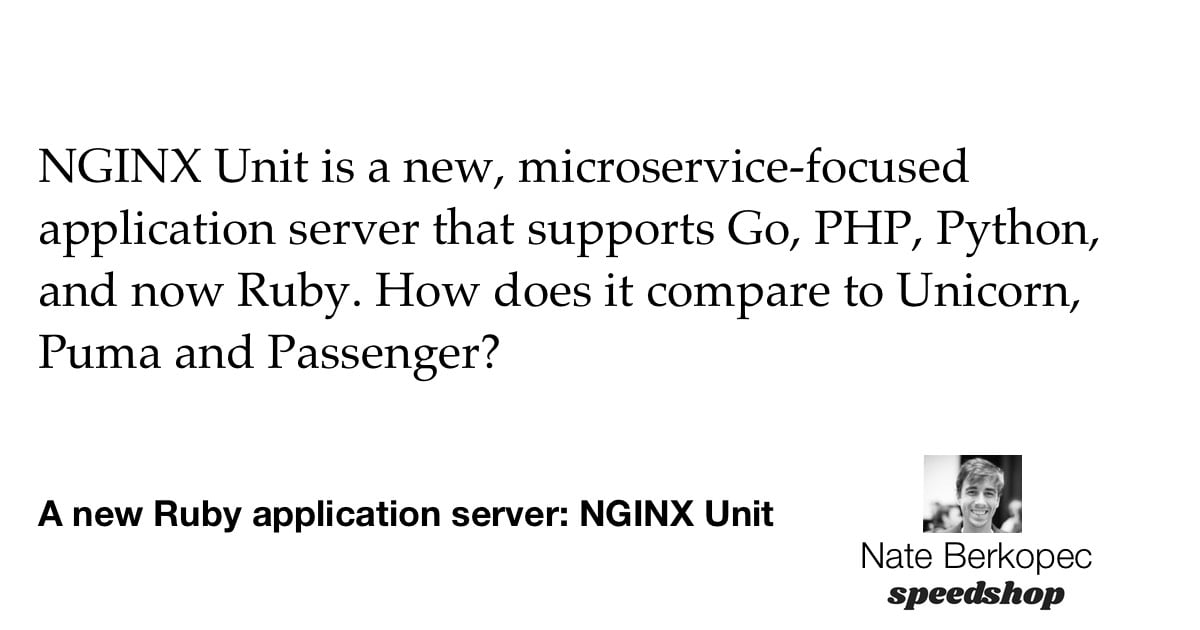 NGINX Unit is a new, microservice-focused
application server that supports Go, PHP, Python,
and now Ruby. How does it compare to Unicorn,
Puma and Passenger?
A new Ruby application server: NGINX Unit
Nate Berkopec
speedshop